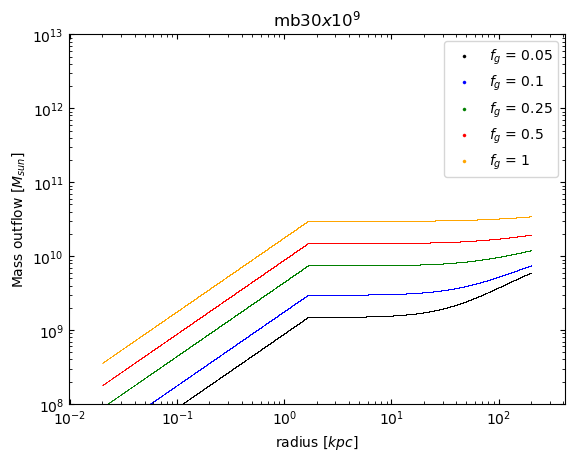 mb30x10^9
Mass outflow [M_sun]
10^13
10^12
10^11
10^10
10^9
10^8
f_g = 0.05
f_g = 0.1
f_g = 0.25
f_g = 0.5
f_g = 1
10^-2 10^-1 10^0 10^1 10^2
radius [kpc]